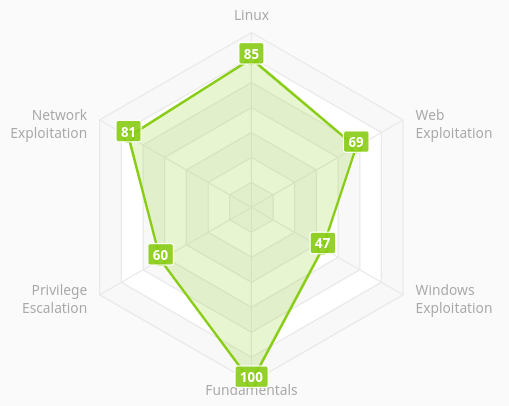 Linux
85
Network
Exploitation
81
Web
Exploitation
69
47
60
Privilege
Escalation
Windows
Exploitation
100
Fundamentals